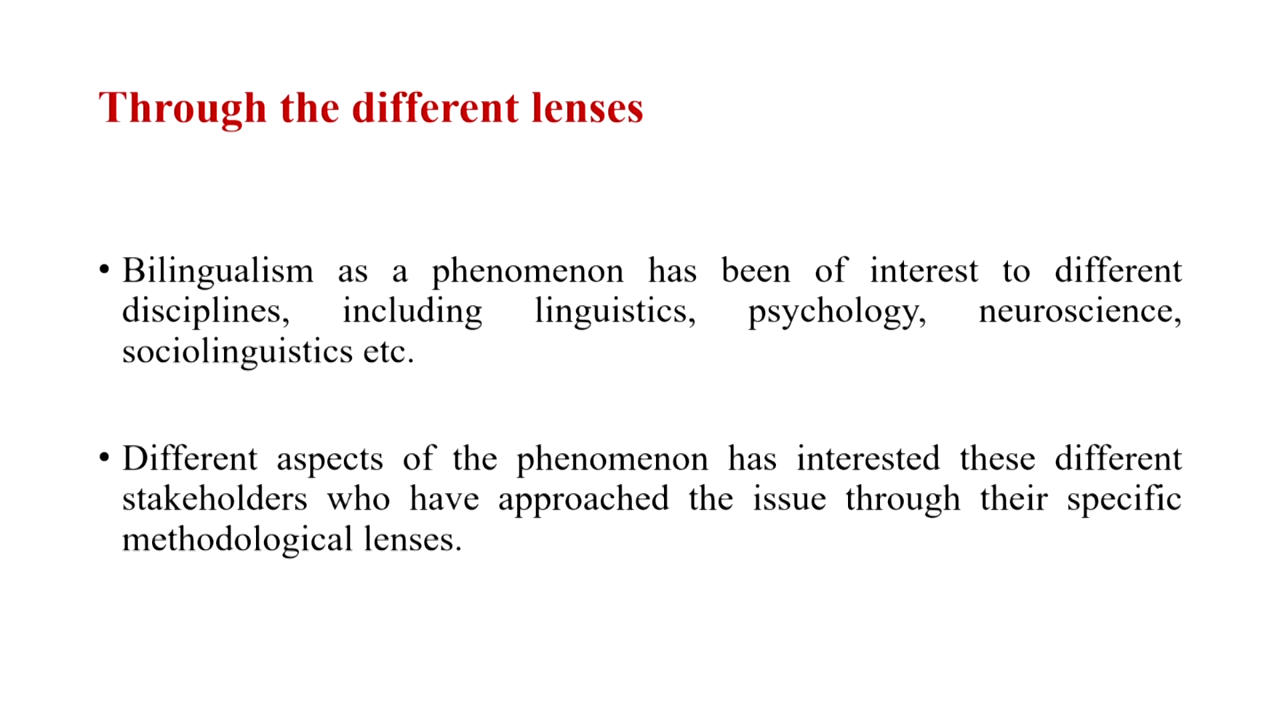 Through the different lenses
• Bilingualism as a phenomenon has been of interest to different
disciplines, including linguistics, psychology, neuroscience,
sociolinguistics etc.
• Different aspects of the phenomenon has interested these different
stakeholders who have approached the issue through their specific
methodological lenses.